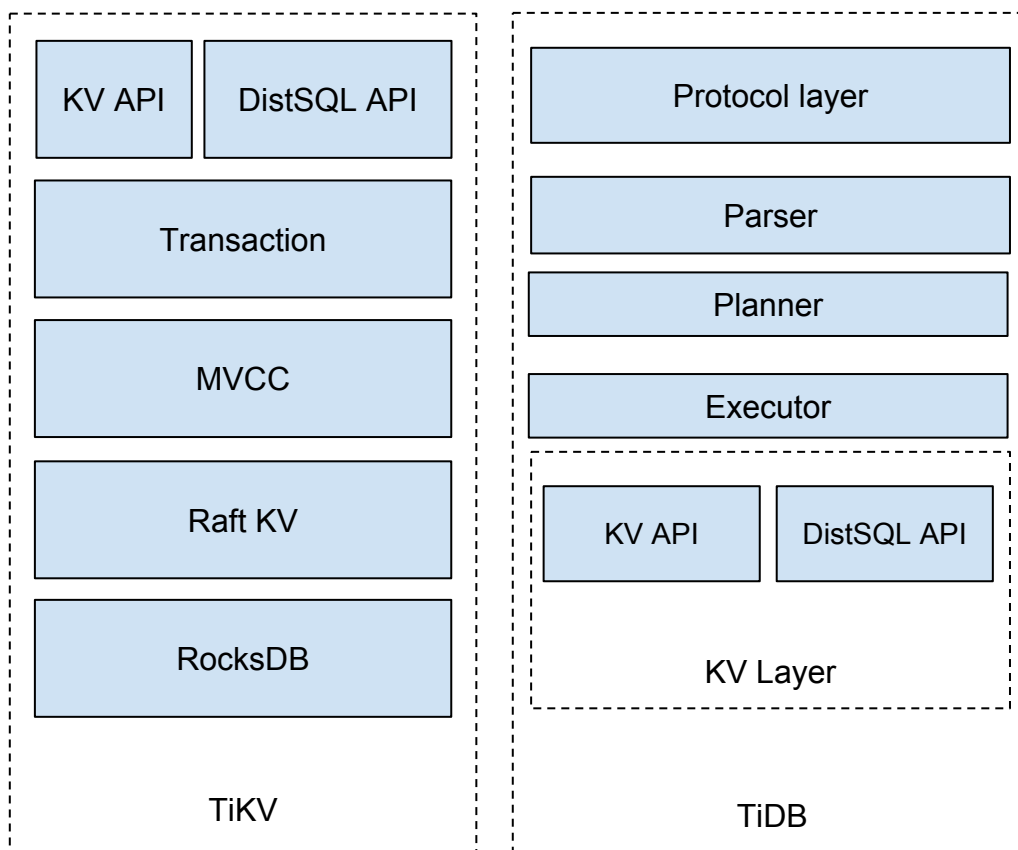 KV API
DistSQL API
Transaction
MVCC
Raft KV
RocksDB
TiKV
Protocol layer
Parser
Planner
Executor
KV API
DistSQL API
KV Layer
TiDB